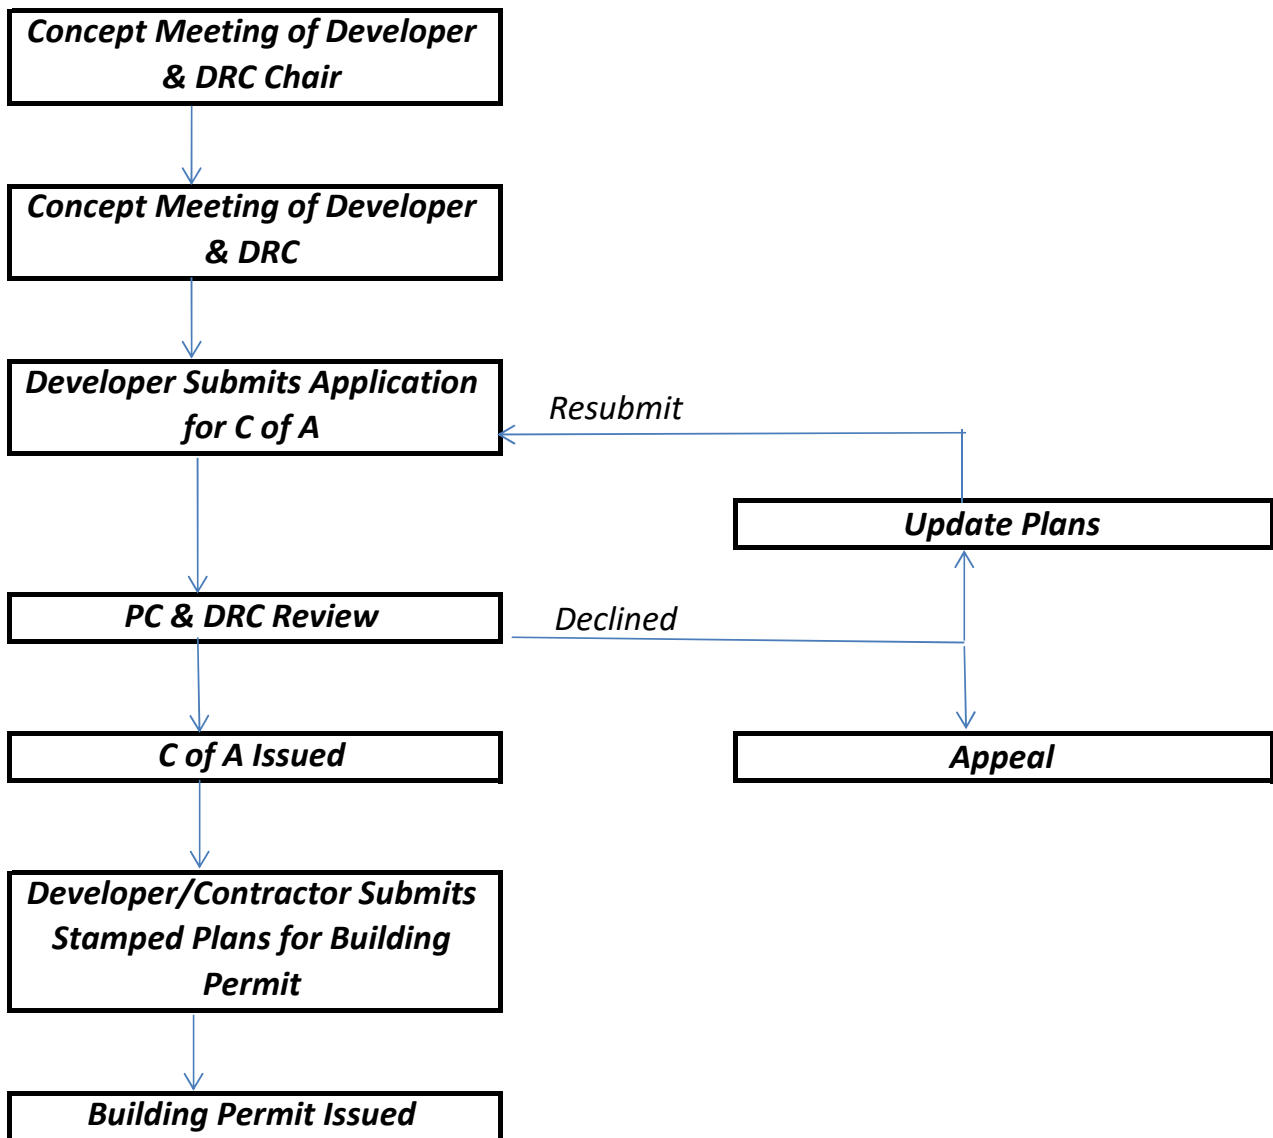 Concept Meeting of Developer
& DRC Chair
Concept Meeting of Developer
& DRC
Developer Submits Application
for C of A
Resubmit
Update Plans
PC & DRC Review
Declined
C of A Issued
Appeal
Developer/Contractor Submits
Stamped Plans for Building
Permit
Building Permit Issued